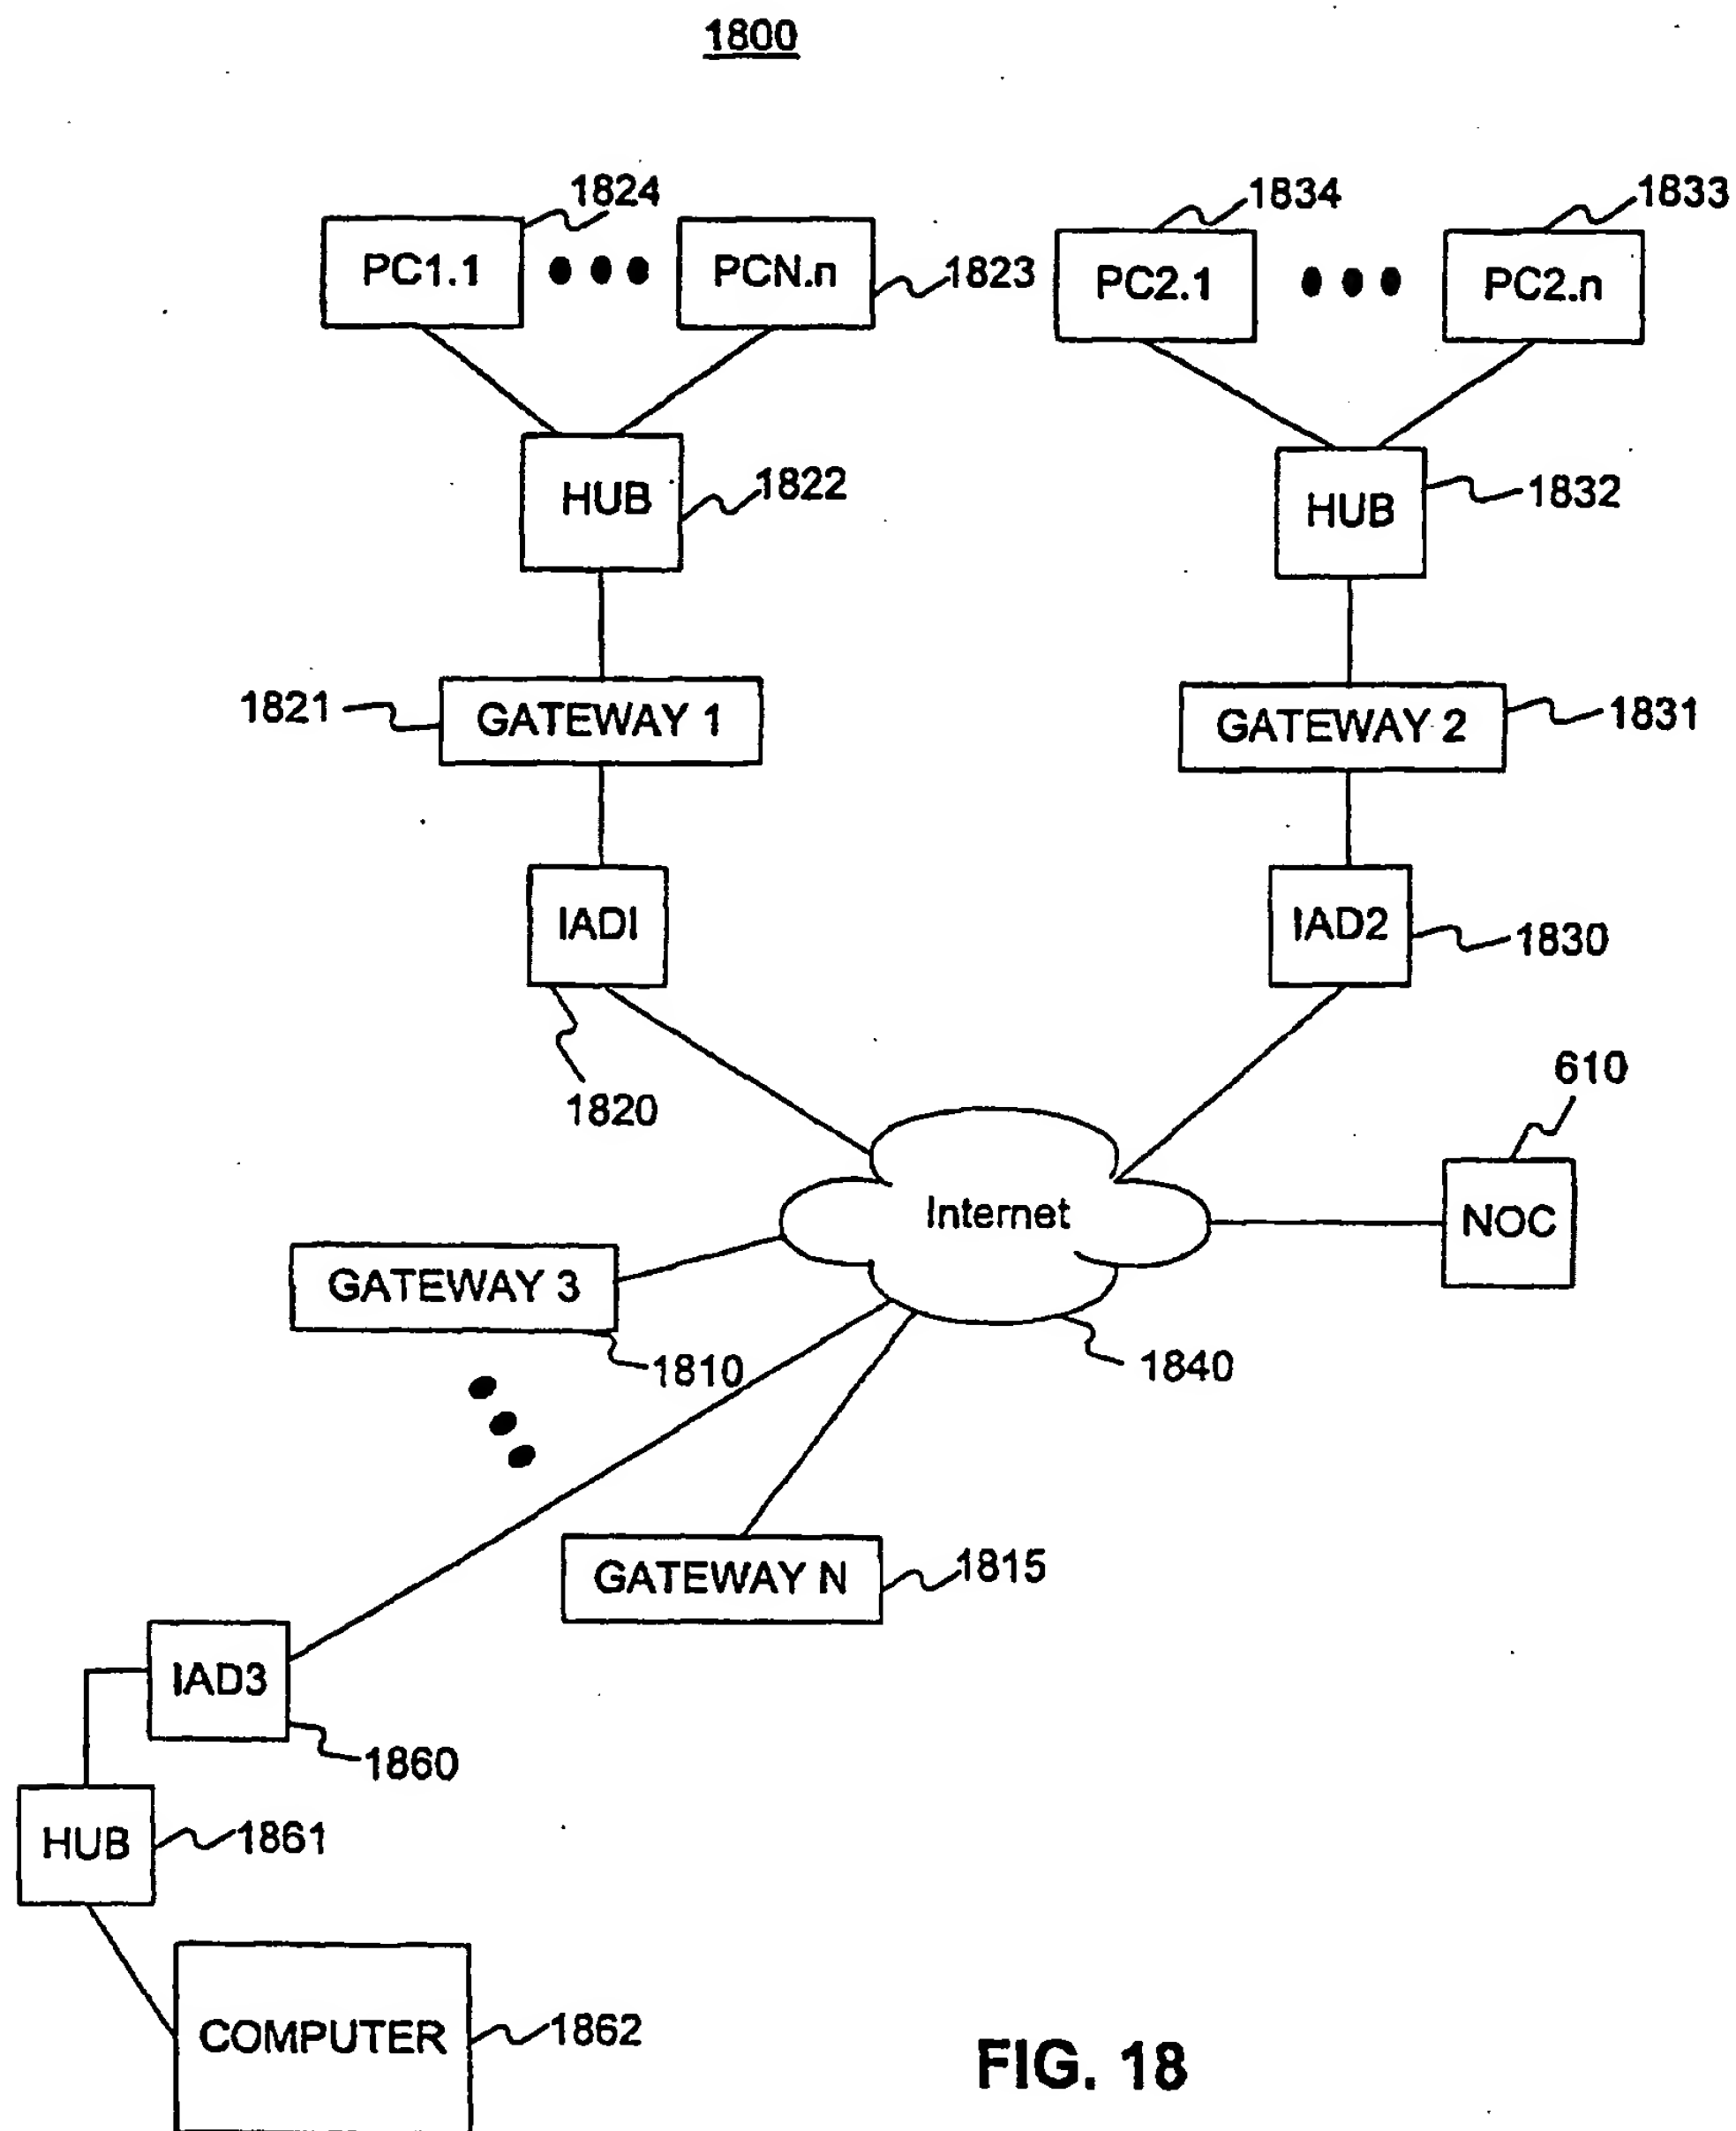 1800
1824
1834
1833
PC1.1
PCN.n
1823
PC2.1
PC2.n
HUB
1822
HUB
1832
1821
GATEWAY 1
GATEWAY 2
1831
IADI
IAD2
1830
1820
610
Internet
NOC
GATEWAY 3
1810
1840
GATEWAY N
1815
IAD3
1860
HUB
1861
COMPUTER
1862
FIG. 18